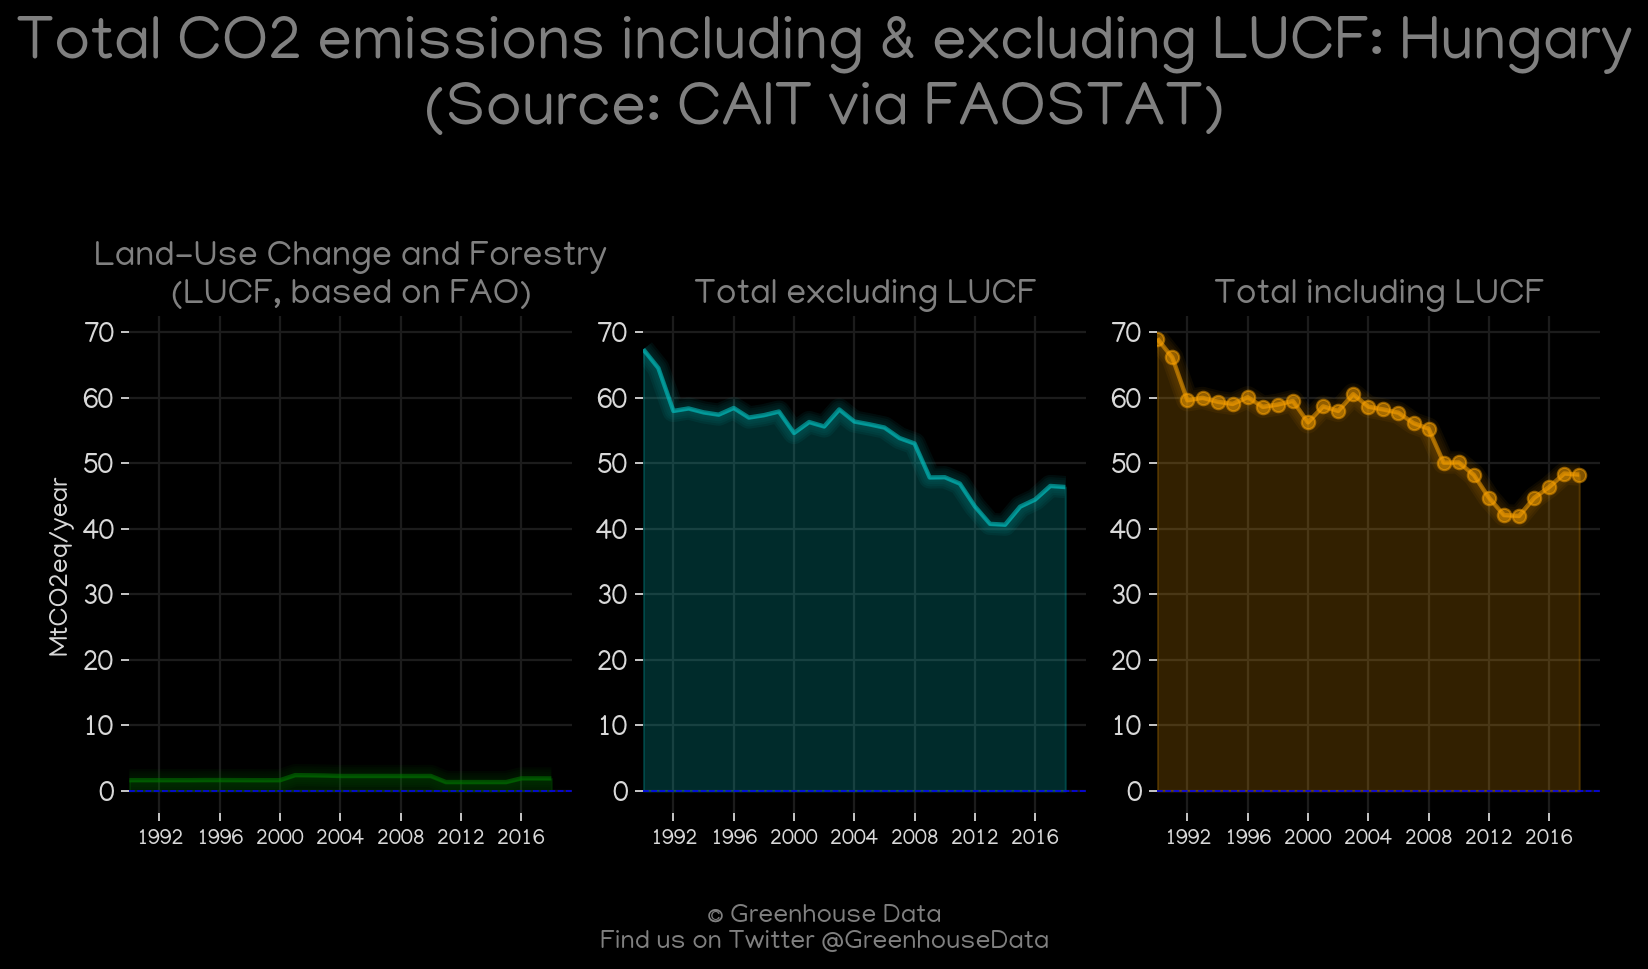 Total CO2 emissions including & excluding LUCF: Hungary
(Source: CAIT via FAOSTAT)
Land-Use Change and Forestry
(LUCF, based on FAO)
Total excluding LUCF
Total including LUCF
MtCO2eq/year
70
60
50
40
30
20
10
0
1992 1996 2000 2004 2008 2012 2016
70
60
50
40
30
20
10
0
1992 1996 2000 2004 2008 2012 2016
70
60
50
40
30
20
10
0
1992 1996 2000 2004 2008 2012 2016
© Greenhouse Data
Find us on Twitter @GreenhouseData